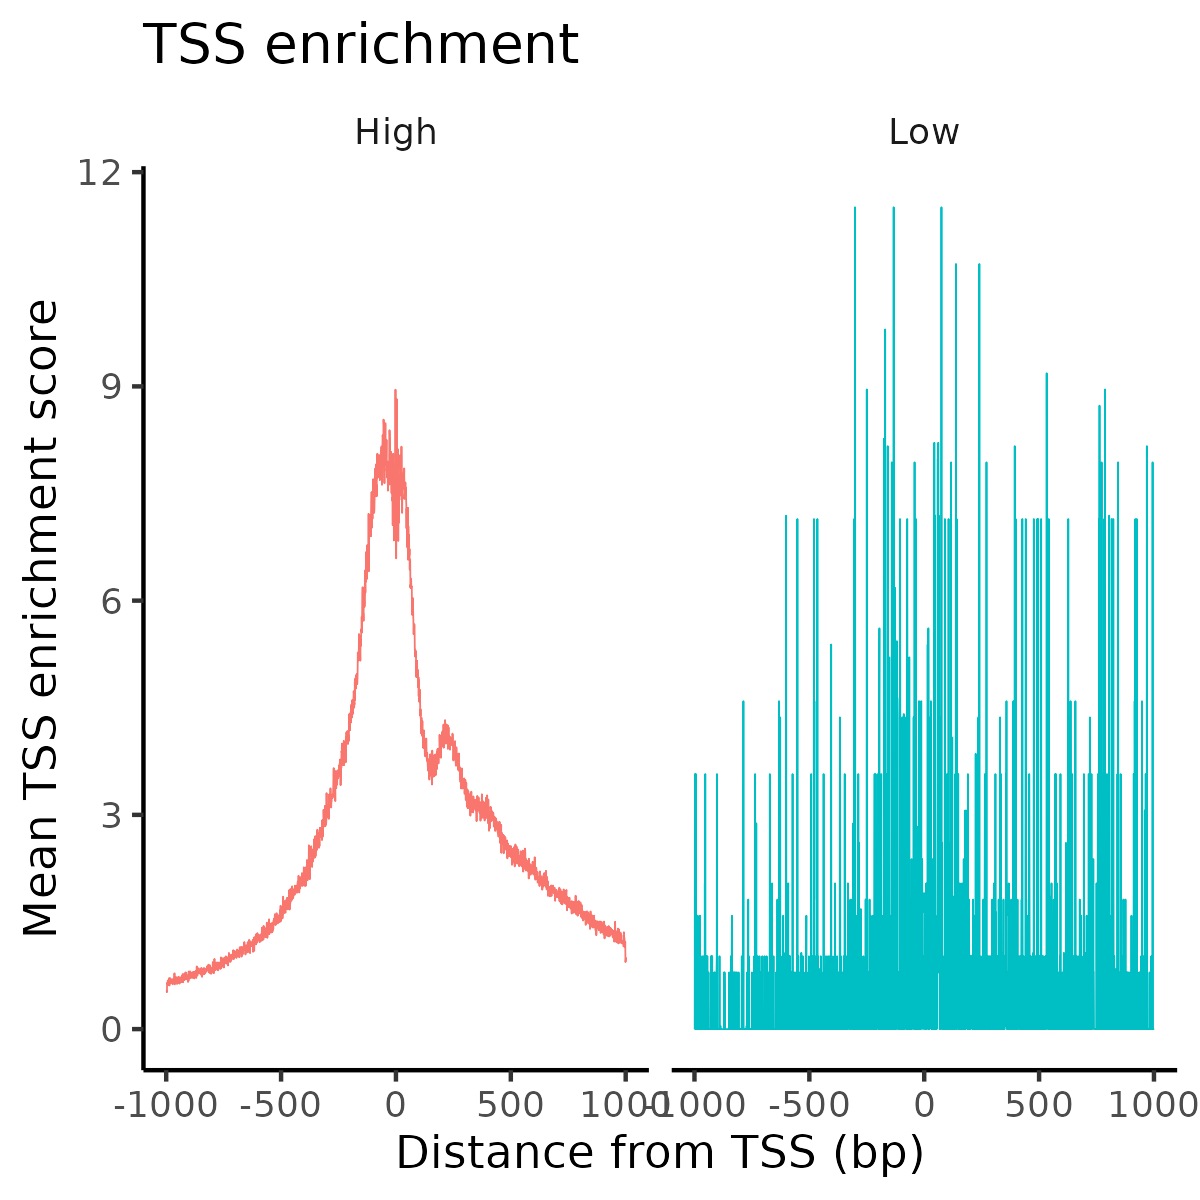 TSS enrichment
High Low
Mean TSS enrichment score
12
9
6
3
0
-1000 -500 0 500 1000 -1000 -500 0 500 1000
Distance from TSS (bp)